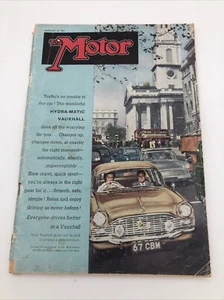 The Motor
Traffic's no trouble in
this car! The wonderful
HYDRA-MATIC
VAUXHALL
does all the worrying
for you . . . Changes up,
changes down, at exactly
the right moment—
automatically, silently,
imperceptibly . . .
Slow crawl, quick spurt—
you're always in the right
gear for it . . . Smooth, safe,
simple! Relax and enjoy
driving as never before!
Everyone drives better
in a Vauxhall
67 CBM